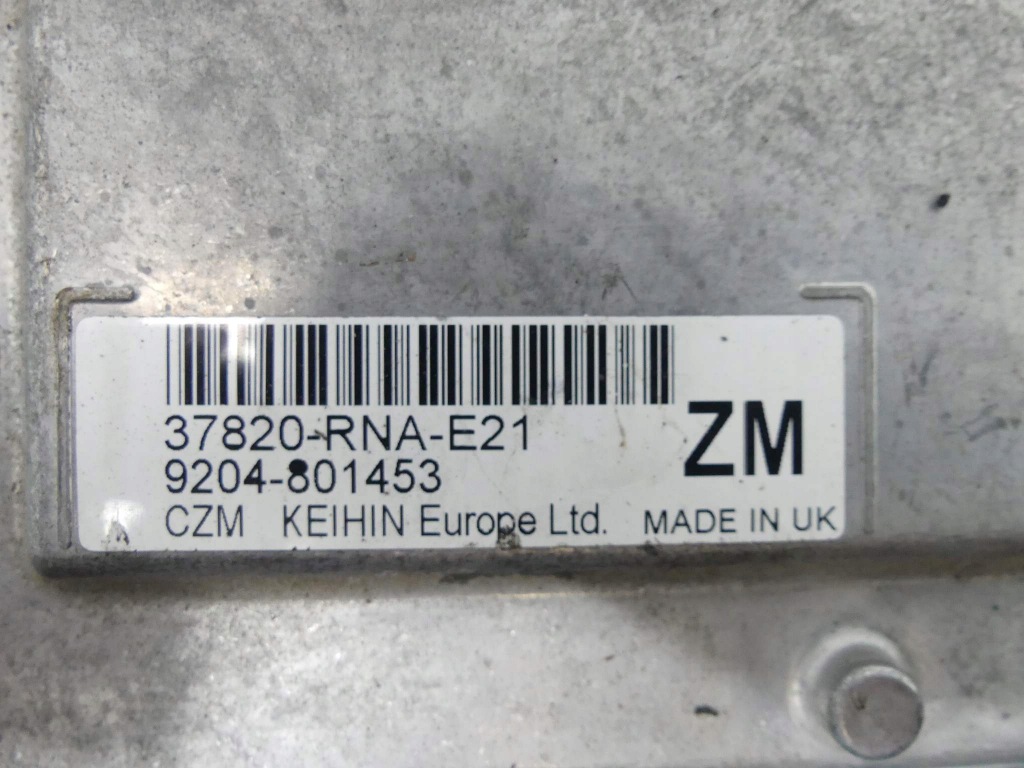 37820-RNA-E21
9204-801453
ZM
CZM KEIHIN Europe Ltd. MADE IN UK